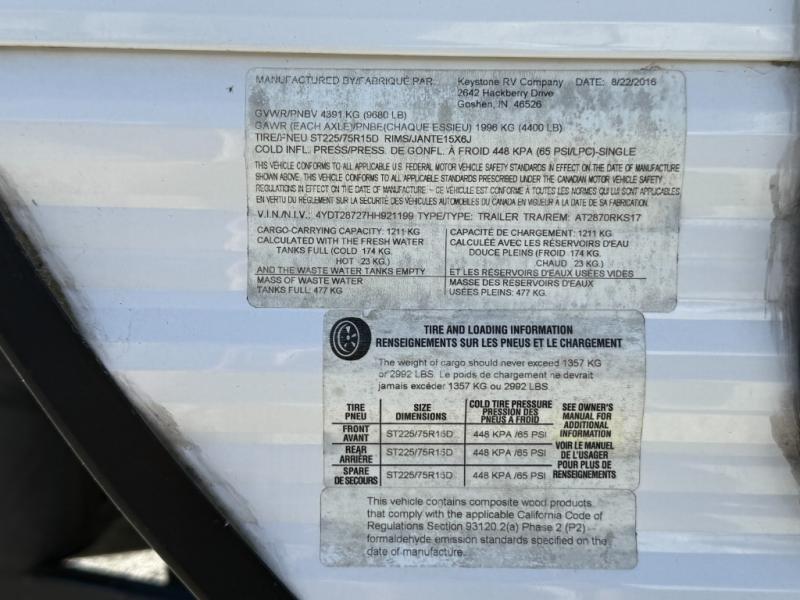 MANUFACTURED BY/FABRIQUÉ PAR: Keystone RV Company DATE: 8/22/2016
2642 Hackberry Drive
Goshen, IN 46526
GVWR/PNBV 4391 KG (9680 LB)
GAWR (EACH AXLE)/PNBE(CHAQUE ESSIEU) 1996 KG (4400 LB)
TIRE/PNEU ST225/75R15D RIMS/JANTE15X6J
COLD INFL. PRESS/PRESS. DE GONFL. À FROID 448 KPA (65 PSI/LPC)-SINGLE
THIS VEHICLE CONFORMS TO ALL APPLICABLE U.S. FEDERAL MOTOR VEHICLE SAFETY STANDARDS IN EFFECT ON THE DATE OF MANUFACTURE
SHOWN ABOVE. THIS VEHICLE CONFORMS TO ALL APPLICABLE STANDARDS PRESCRIBED UNDER THE CANADIAN MOTOR VEHICLE SAFETY
REGULATIONS IN EFFECT ON THE DATE OF MANUFACTURE - CE VÉHICULE EST CONFORME À TOUTES LES NORMES QUI LUI SONT APPLICABLES
EN VERTU DU RÉGLEMENT SUR LA SÉCURITÉ DES VÉHICULES AUTOMOBILES DU CANADA EN VIGUEUR A LA DATE DE SA FABRICATION.
V.I.N./N.I.V.: 4YDT28727HH921199 TYPE/TYPE: TRAILER TRA/REM: AT2870RKS17
CARGO-CARRYING CAPACITY: 1211 KG
CALCULATED WITH THE FRESH WATER
TANKS FULL (COLD 174 KG
HOT 23 KG.)
AND THE WASTE WATER TANKS EMPTY
MASS OF WASTE WATER
TANKS FULL: 477 KG
CAPACITÉ DE CHARGEMENT: 1211 KG
CALCULÉE AVEC LES RÉSERVOIRS D'EAU
DOUCE PLEINS (FROID 174 KG
CHAUD 23 KG.)
ET LES RÉSERVOIRS D'EAU USÉES VIDES
MASSE DES RÉSERVOIRS D'EAUX
USÉES PLEINS: 477 KG.
TIRE AND LOADING INFORMATION
RENSEIGNEMENTS SUR LES PNEUS ET LE CHARGEMENT
The weight of cargo should never exceed 1357 KG
or 2992 LBS. Le poids de chargement ne devrait
jamais excéder 1357 KG ou 2992 LBS.
TIRE SIZE COLD TIRE PRESSURE
PNEU DIMENSIONS PRESSION DES
PNEUS A FROID
FRONT
AVANT ST225/75R15D 448 KPA /65 PSI
REAR
ARRIÈRE ST225/75R15D 448 KPA /65 PSI
SPARE
DE SECOURS ST225/75R15D 448 KPA /65 PSI
SEE OWNER'S
MANUAL FOR
ADDITIONAL
INFORMATION
VOIR LE MANUEL
DE L'USAGER
POUR PLUS DE
RENSEIGNEMENTS
This vehicle contains composite wood products
that comply with the applicable California Code of
Regulations Section 93120.2(a) Phase 2 (P2)
formaldehyde emission standards specified on the
date of manufacture.